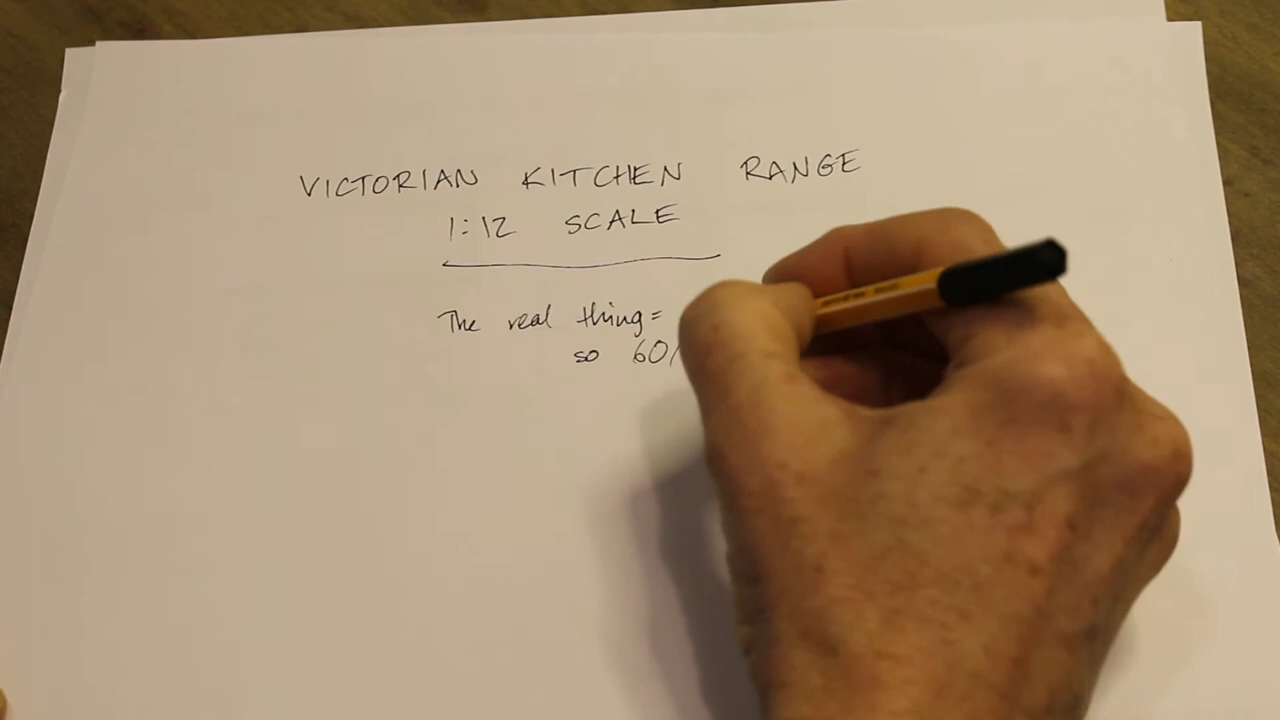 VICTORIAN KITCHEN RANGE
1:12 SCALE
The real thing =
so 60/